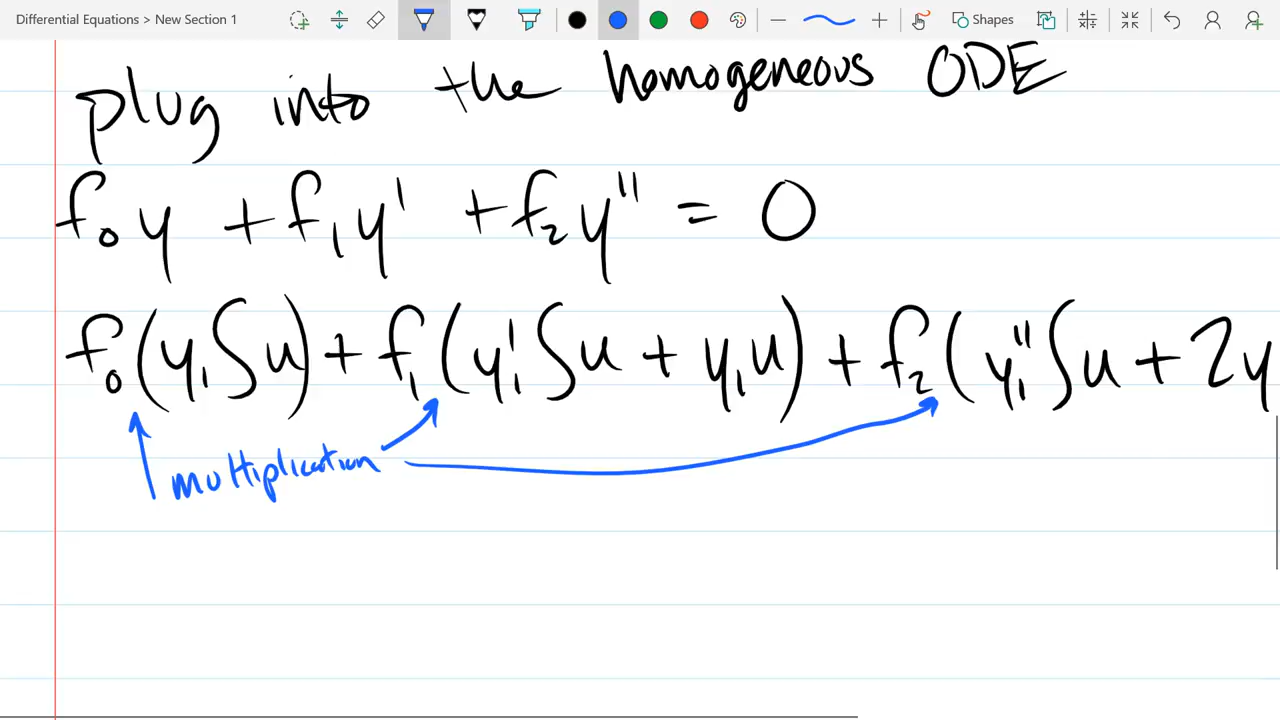 Differential Equations > New Section 1
Shapes
plug into the homogeneous ODE
f₀y + f₁y' + f₂y'' = 0
f₀(y₁∫u) + f₁(y₁'∫u + y₁u) + f₂(y₁''∫u + 2y
multiplication